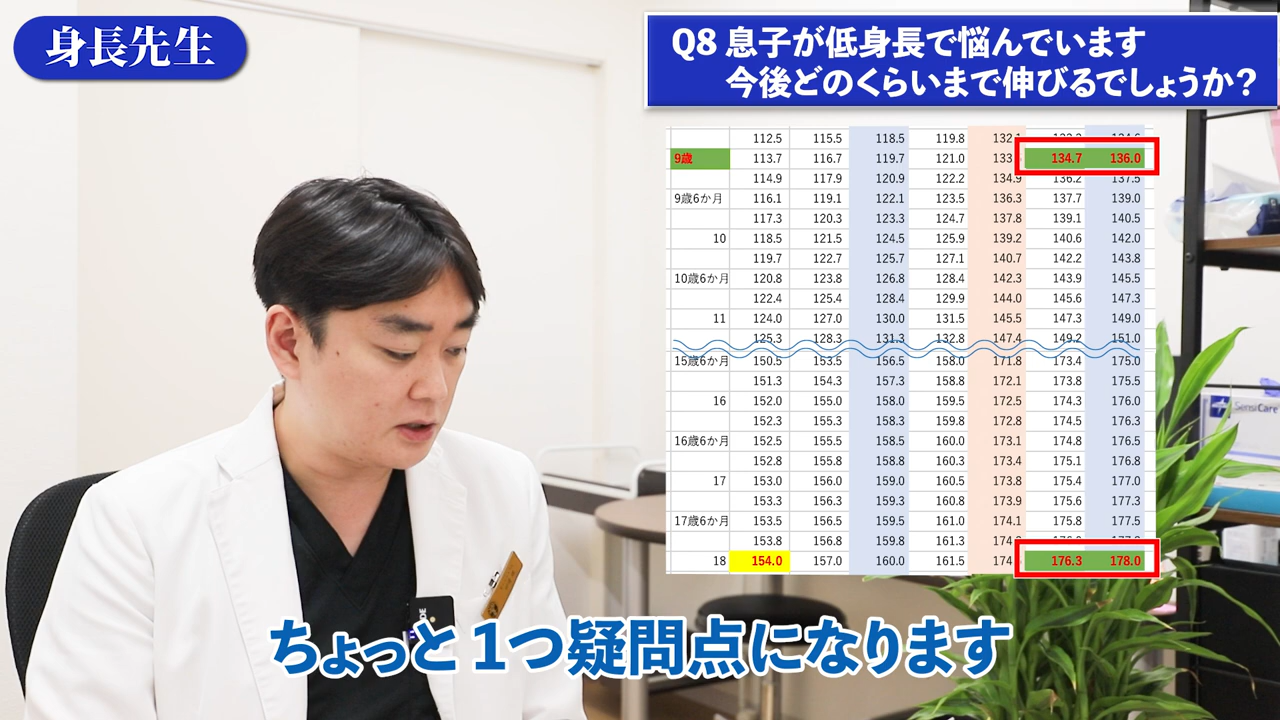 身長先生
Q8 息子が低身長で悩んでいます
今後どのくらいまで伸びるでしょうか?
112.5 115.5 118.5 119.8
9歳 113.7 116.7 119.7 121.0 133 134.7 136.0
114.9 117.9 120.9 122.2 134.9 136.2 137.5
9歳6か月 116.1 119.1 122.1 123.5 136.3 137.7 139.0
117.3 120.3 123.3 124.7 137.8 139.1 140.5
10 118.5 121.5 124.5 125.9 139.2 140.6 142.0
119.7 122.7 125.7 127.1 140.7 142.2 143.8
10歳6か月 120.8 123.8 126.8 128.4 142.3 143.9 145.5
122.4 125.4 128.4 129.9 144.0 145.6 147.3
11 124.0 127.0 130.0 131.5 145.5 147.3 149.0
125.3 128.3 131.3 132.8 147.4 149.2 151.0
15歳6か月 150.5 153.5 156.5 158.0 171.8 173.4 175.0
151.3 154.3 157.3 158.8 172.1 173.8 175.5
16 152.0 155.0 158.0 159.5 172.5 174.3 176.0
152.3 155.3 158.3 159.8 172.8 174.5 176.3
16歳6か月 152.5 155.5 158.5 160.0 173.1 174.8 176.5
152.8 155.8 158.8 160.3 173.4 175.1 176.8
17 153.0 156.0 159.0 160.5 173.8 175.4 177.0
153.3 156.3 159.3 160.8 173.9 175.6 177.3
17歳6か月 153.5 156.5 159.5 161.0 174.1 175.8 177.5
153.8 156.8 159.8 161.3 174
18 154.0 157.0 160.0 161.5 174 176.3 178.0
SensiCare
ちょっと1つ疑問点になります